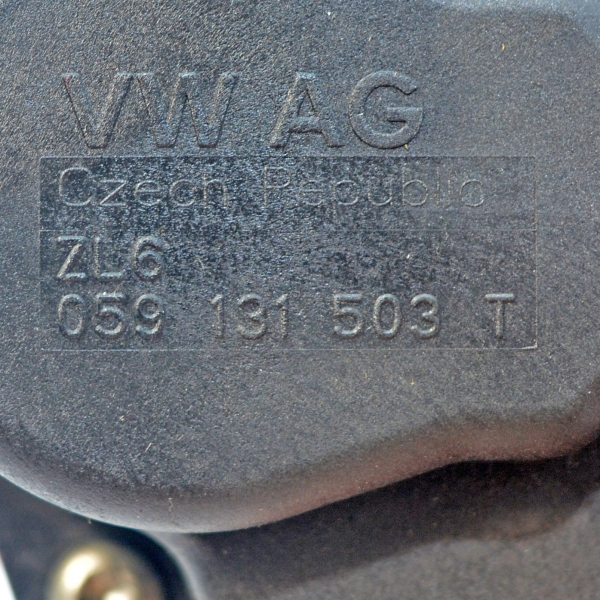 VW AG
Czech Republic
ZL6
059 131 503 T